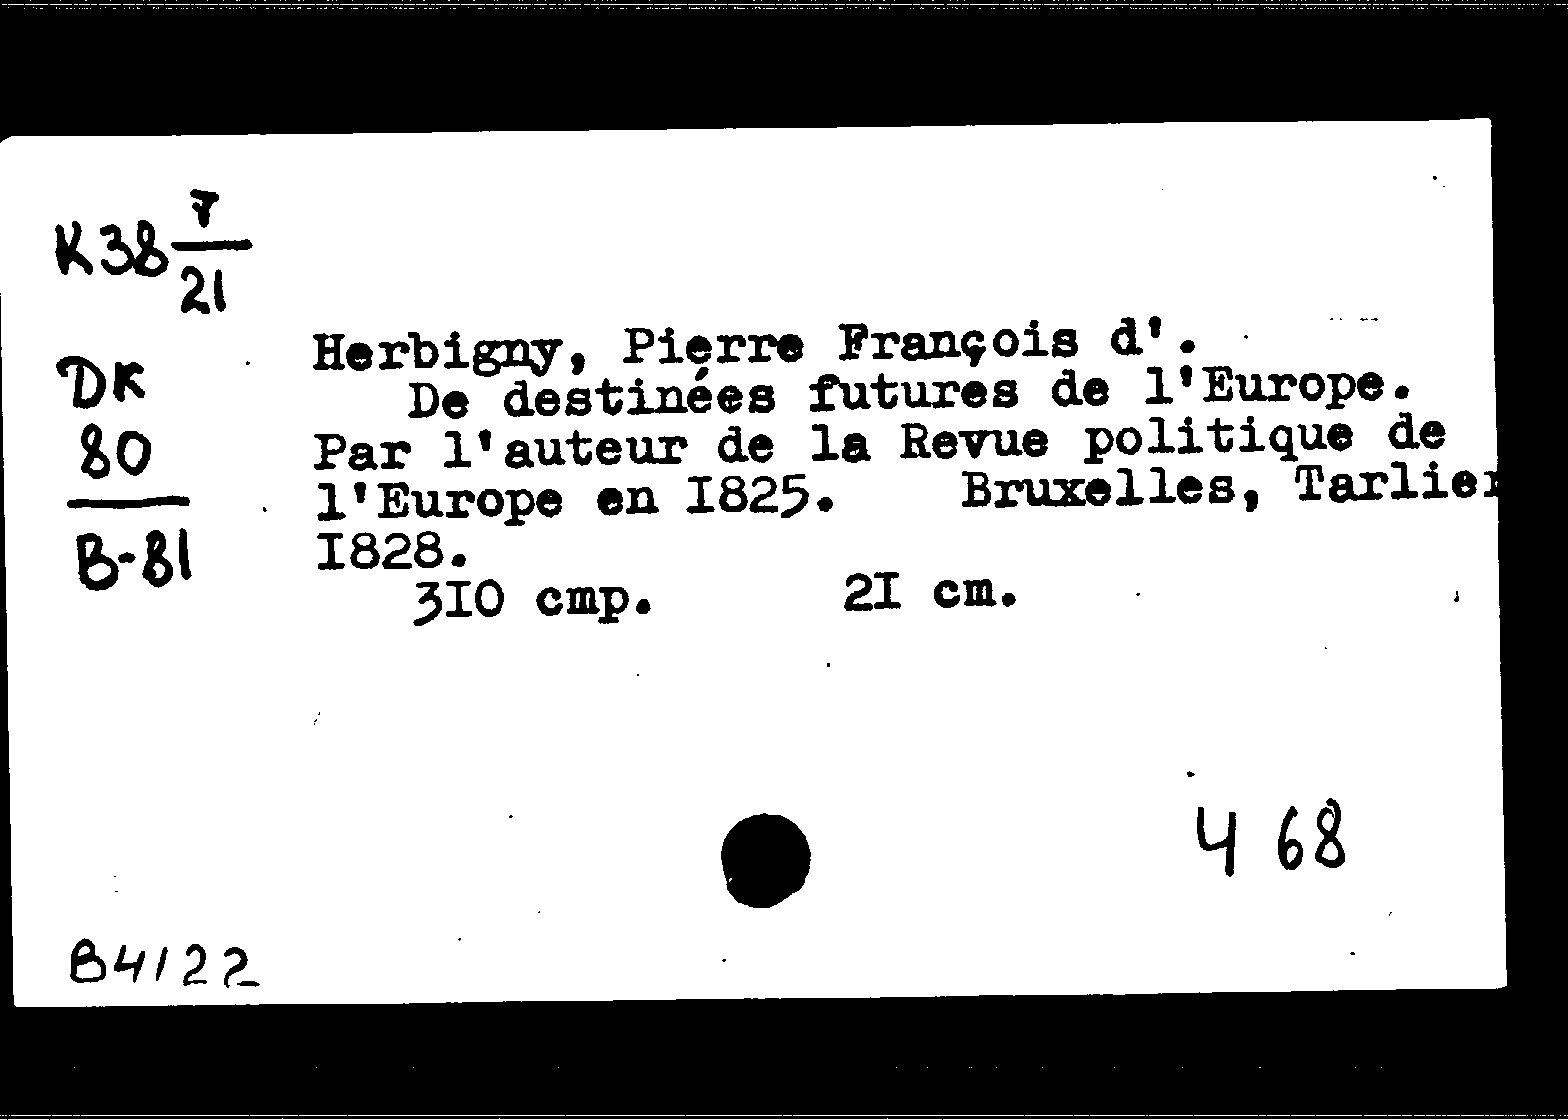 K38 7/21
Herbigny, Pierre François d'.
DK
De destinées futures de l'Europe.
80
Par l'auteur de la Revue politique de
l'Europe en I825. Bruxelles, Tarlier
B-81
I828.
3I0 cmp. 2I cm.
4 68
B4122